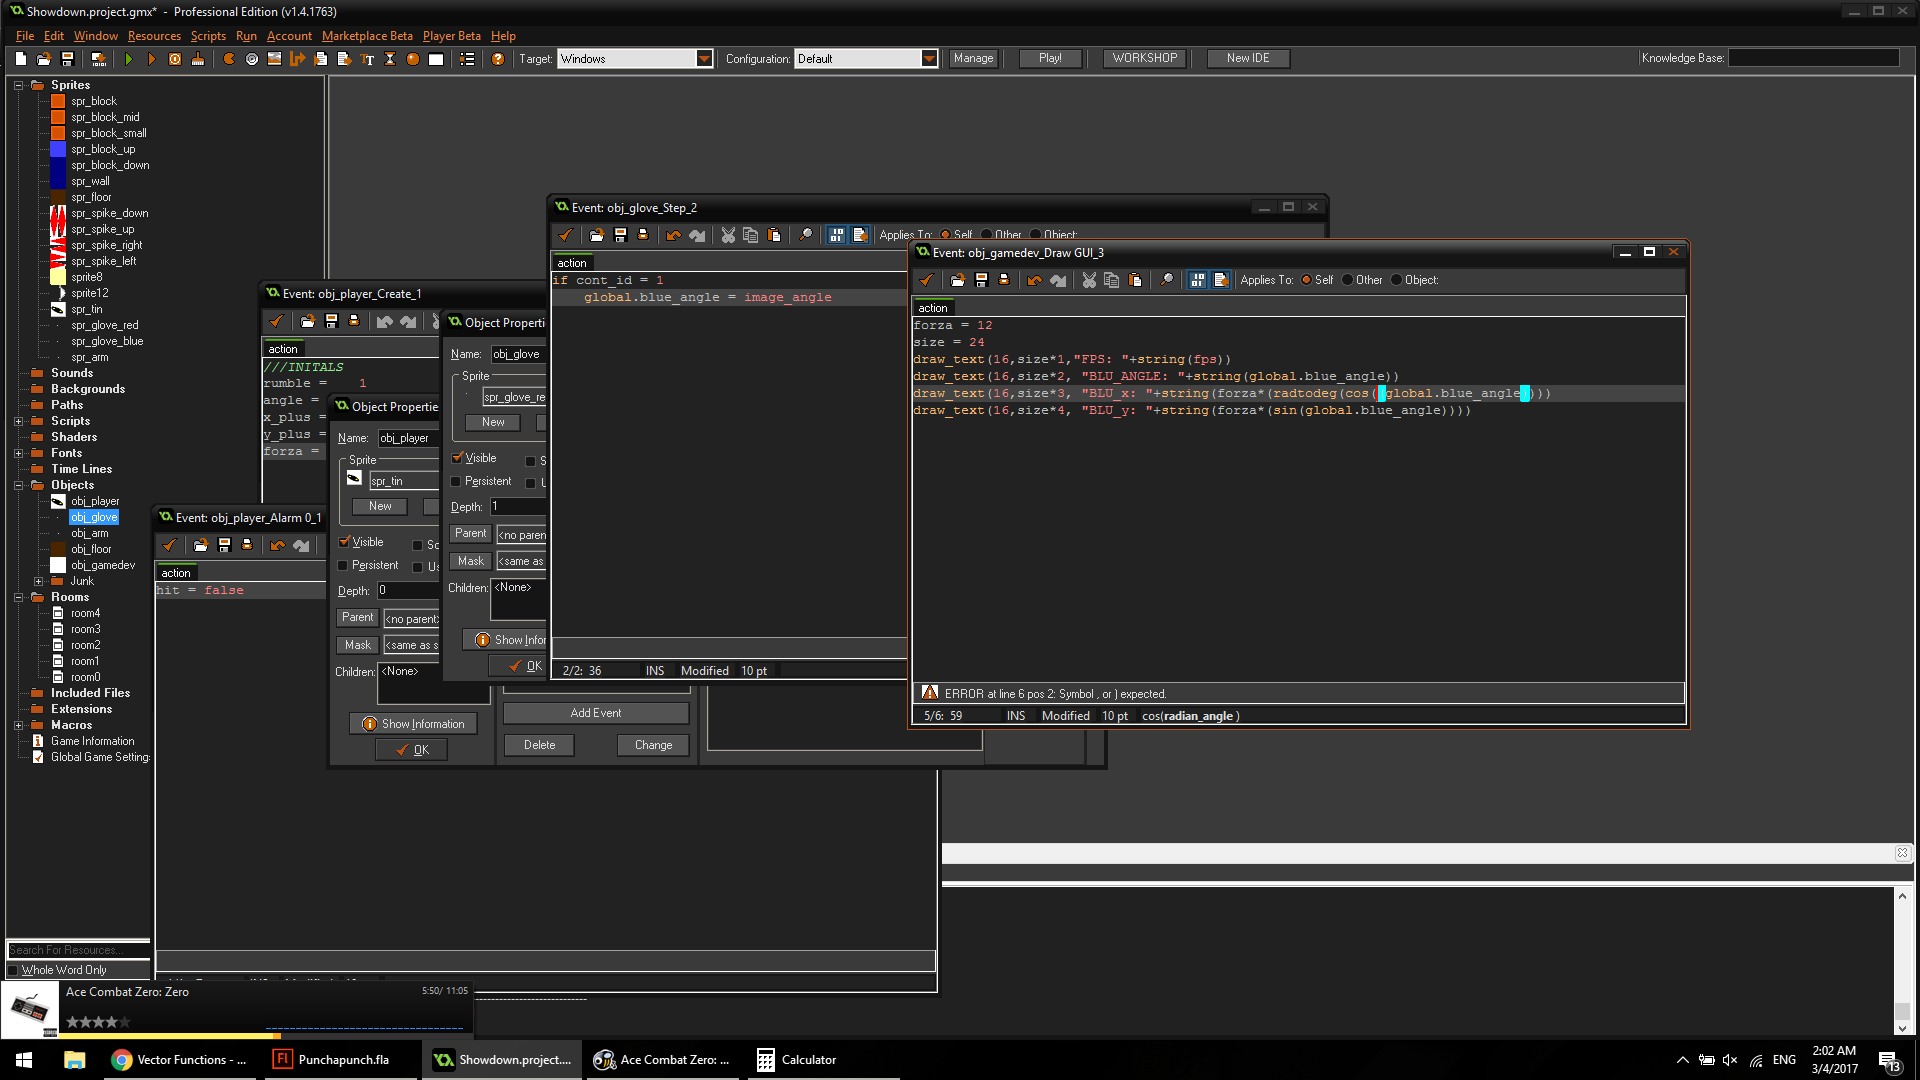 Showdown.project.gmx* - Professional Edition (v1.4.1763)
File Edit Window Resources Scripts Run Account Marketplace Beta Player Beta Help
Target: Windows Configuration: Default Manage Play! WORKSHOP New IDE Knowledge Base:
Sprites
spr_block
spr_block_mid
spr_block_small
spr_block_up
spr_block_down
spr_wall
spr_floor
spr_spike_down
spr_spike_up
spr_spike_right
spr_spike_left
sprite8
sprite12
spr_tin
spr_glove_red
spr_glove_blue
spr_arm
Sounds
Backgrounds
Paths
Scripts
Shaders
Fonts
Time Lines
Objects
obj_player
obj_glove
obj_arm
obj_floor
obj_gamedev
Junk
Rooms
room4
room3
room2
room1
room0
Included Files
Extensions
Macros
Game Information
Global Game Setting
Search For Resources...
Whole Word Only
Event: obj_player_Alarm 0_1
action
hit = false
Event: obj_player_Create_1
action
///INITALS
rumble = 1
angle =
x_plus =
y_plus =
forza =
Object Propertie
Name: obj_player
Sprite
spr_tin
New
Visible
Persistent
Depth: 0
Parent <no parent>
Mask <same as s
Children: <None>
Show Information
OK
Add Event
Delete Change
Object Properti
Name: obj_glove
Sprite
spr_glove_re
New
Visible
Persistent
Depth: 1
Parent <no paren
Mask <same as
Children: <None>
Show Infor
OK
Event: obj_glove_Step_2
Applies To: Self Other Object:
action
if cont_id = 1
global.blue_angle = image_angle
2/2: 36 INS Modified 10 pt
Event: obj_gamedev_Draw GUI_3
Applies To: Self Other Object:
action
forza = 12
size = 24
draw_text(16,size*1,"FPS: "+string(fps))
draw_text(16,size*2, "BLU_ANGLE: "+string(global.blue_angle))
draw_text(16,size*3, "BLU_x: "+string(forza*(radtodeg(cos((global.blue_angle))))
draw_text(16,size*4, "BLU_y: "+string(forza*(sin(global.blue_angle))))
ERROR at line 6 pos 2: Symbol , or ) expected.
5/6: 59 INS Modified 10 pt cos(radian_angle )
Ace Combat Zero: Zero 5:50/ 11:05
Vector Functions - ... Punchapunch.fla Showdown.project.... Ace Combat Zero: ... Calculator
ENG 2:02 AM
3/4/2017
13